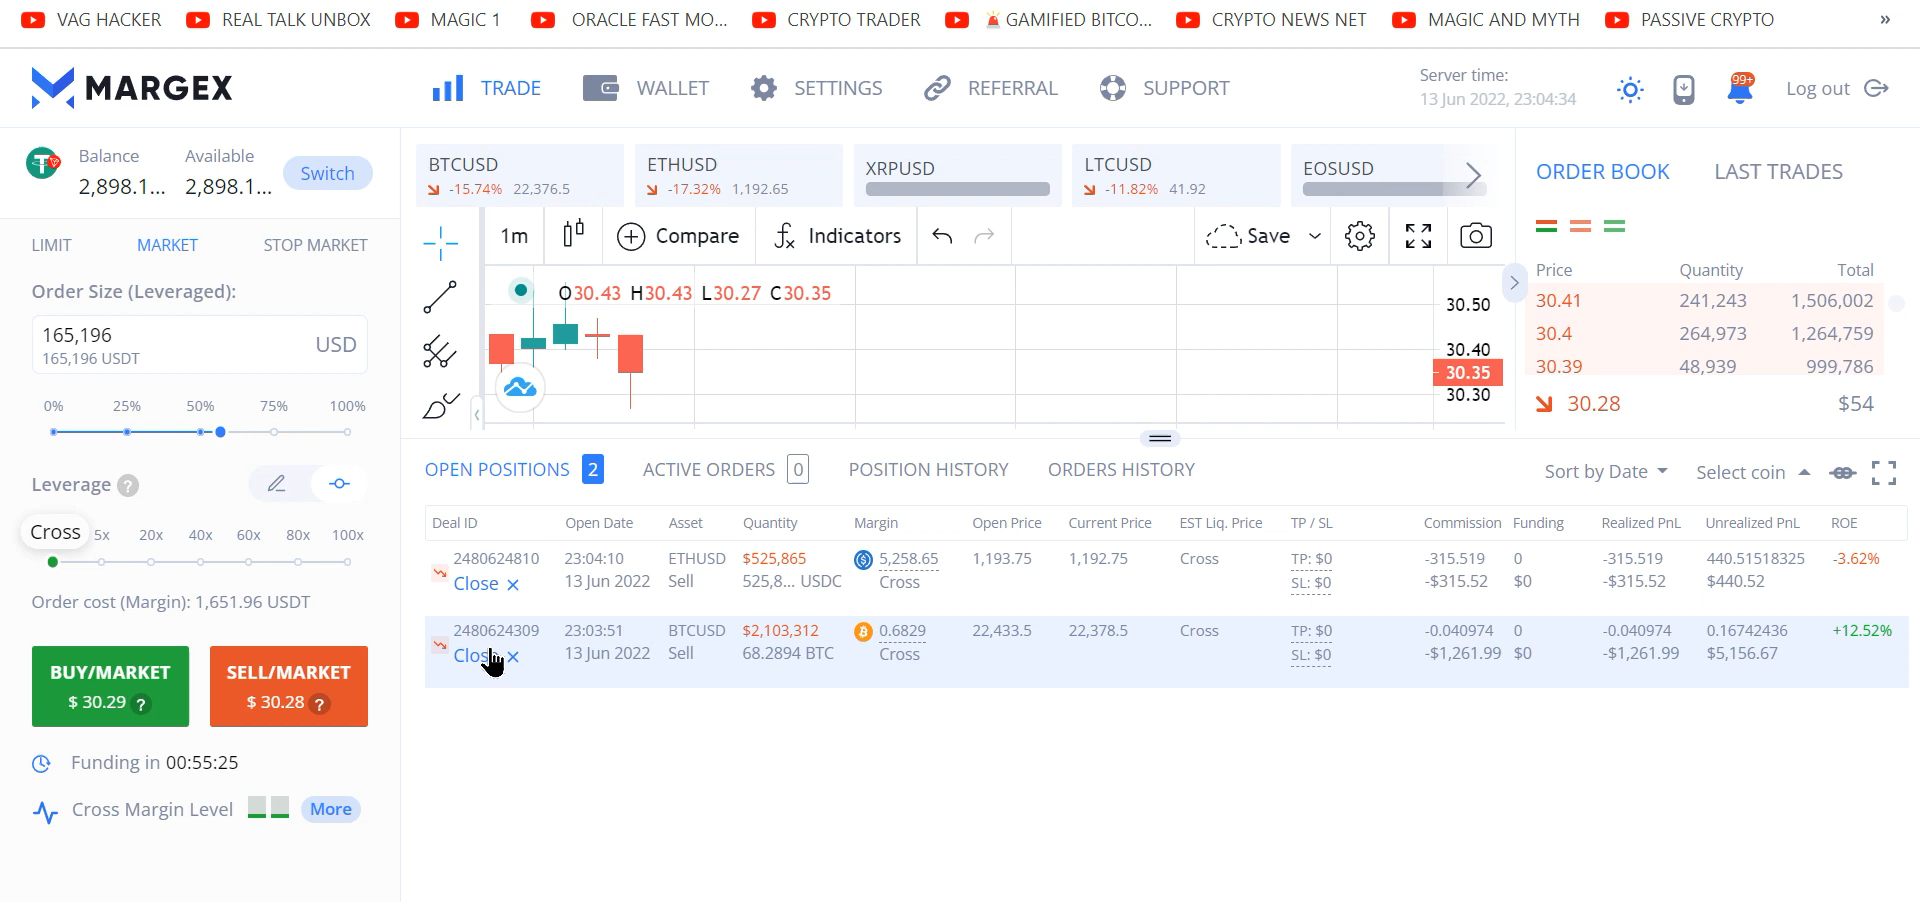 VAG HACKER REAL TALK UNBOX MAGIC 1 ORACLE FAST MO... CRYPTO TRADER GAMIFIED BITCO... CRYPTO NEWS NET MAGIC AND MYTH PASSIVE CRYPTO »
MARGEX TRADE WALLET SETTINGS REFERRAL SUPPORT
Server time:
13 Jun 2022, 23:04:34
99+
Log out
Balance Available
2,898.1... 2,898.1...
Switch
LIMIT MARKET STOP MARKET
Order Size (Leveraged):
165,196
165,196 USDT
USD
0% 25% 50% 75% 100%
Leverage ?
Cross 5x 20x 40x 60x 80x 100x
Order cost (Margin): 1,651.96 USDT
BUY/MARKET
$ 30.29 ?
SELL/MARKET
$ 30.28 ?
Funding in 00:55:25
Cross Margin Level More
BTCUSD
-15.74% 22,376.5
ETHUSD
-17.32% 1,192.65
XRPUSD
LTCUSD
-11.82% 41.92
EOSUSD
1m Compare Indicators Save
O30.43 H30.43 L30.27 C30.35
30.50
30.40
30.35
30.30
ORDER BOOK LAST TRADES
Price Quantity Total
30.41 241,243 1,506,002
30.4 264,973 1,264,759
30.39 48,939 999,786
30.28 $54
OPEN POSITIONS 2 ACTIVE ORDERS 0 POSITION HISTORY ORDERS HISTORY Sort by Date Select coin
Deal ID Open Date Asset Quantity Margin Open Price Current Price EST Liq. Price TP / SL Commission Funding Realized PnL Unrealized PnL ROE
2480624810 23:04:10 ETHUSD $525,865 5,258.65 1,193.75 1,192.75 Cross TP: $0 -315.519 0 -315.519 440.51518325 -3.62%
Close 13 Jun 2022 Sell 525,8... USDC Cross SL: $0 -$315.52 $0 -$315.52 $440.52
2480624309 23:03:51 BTCUSD $2,103,312 0.6829 22,433.5 22,378.5 Cross TP: $0 -0.040974 0 -0.040974 0.16742436 +12.52%
Close 13 Jun 2022 Sell 68.2894 BTC Cross SL: $0 -$1,261.99 $0 -$1,261.99 $5,156.67